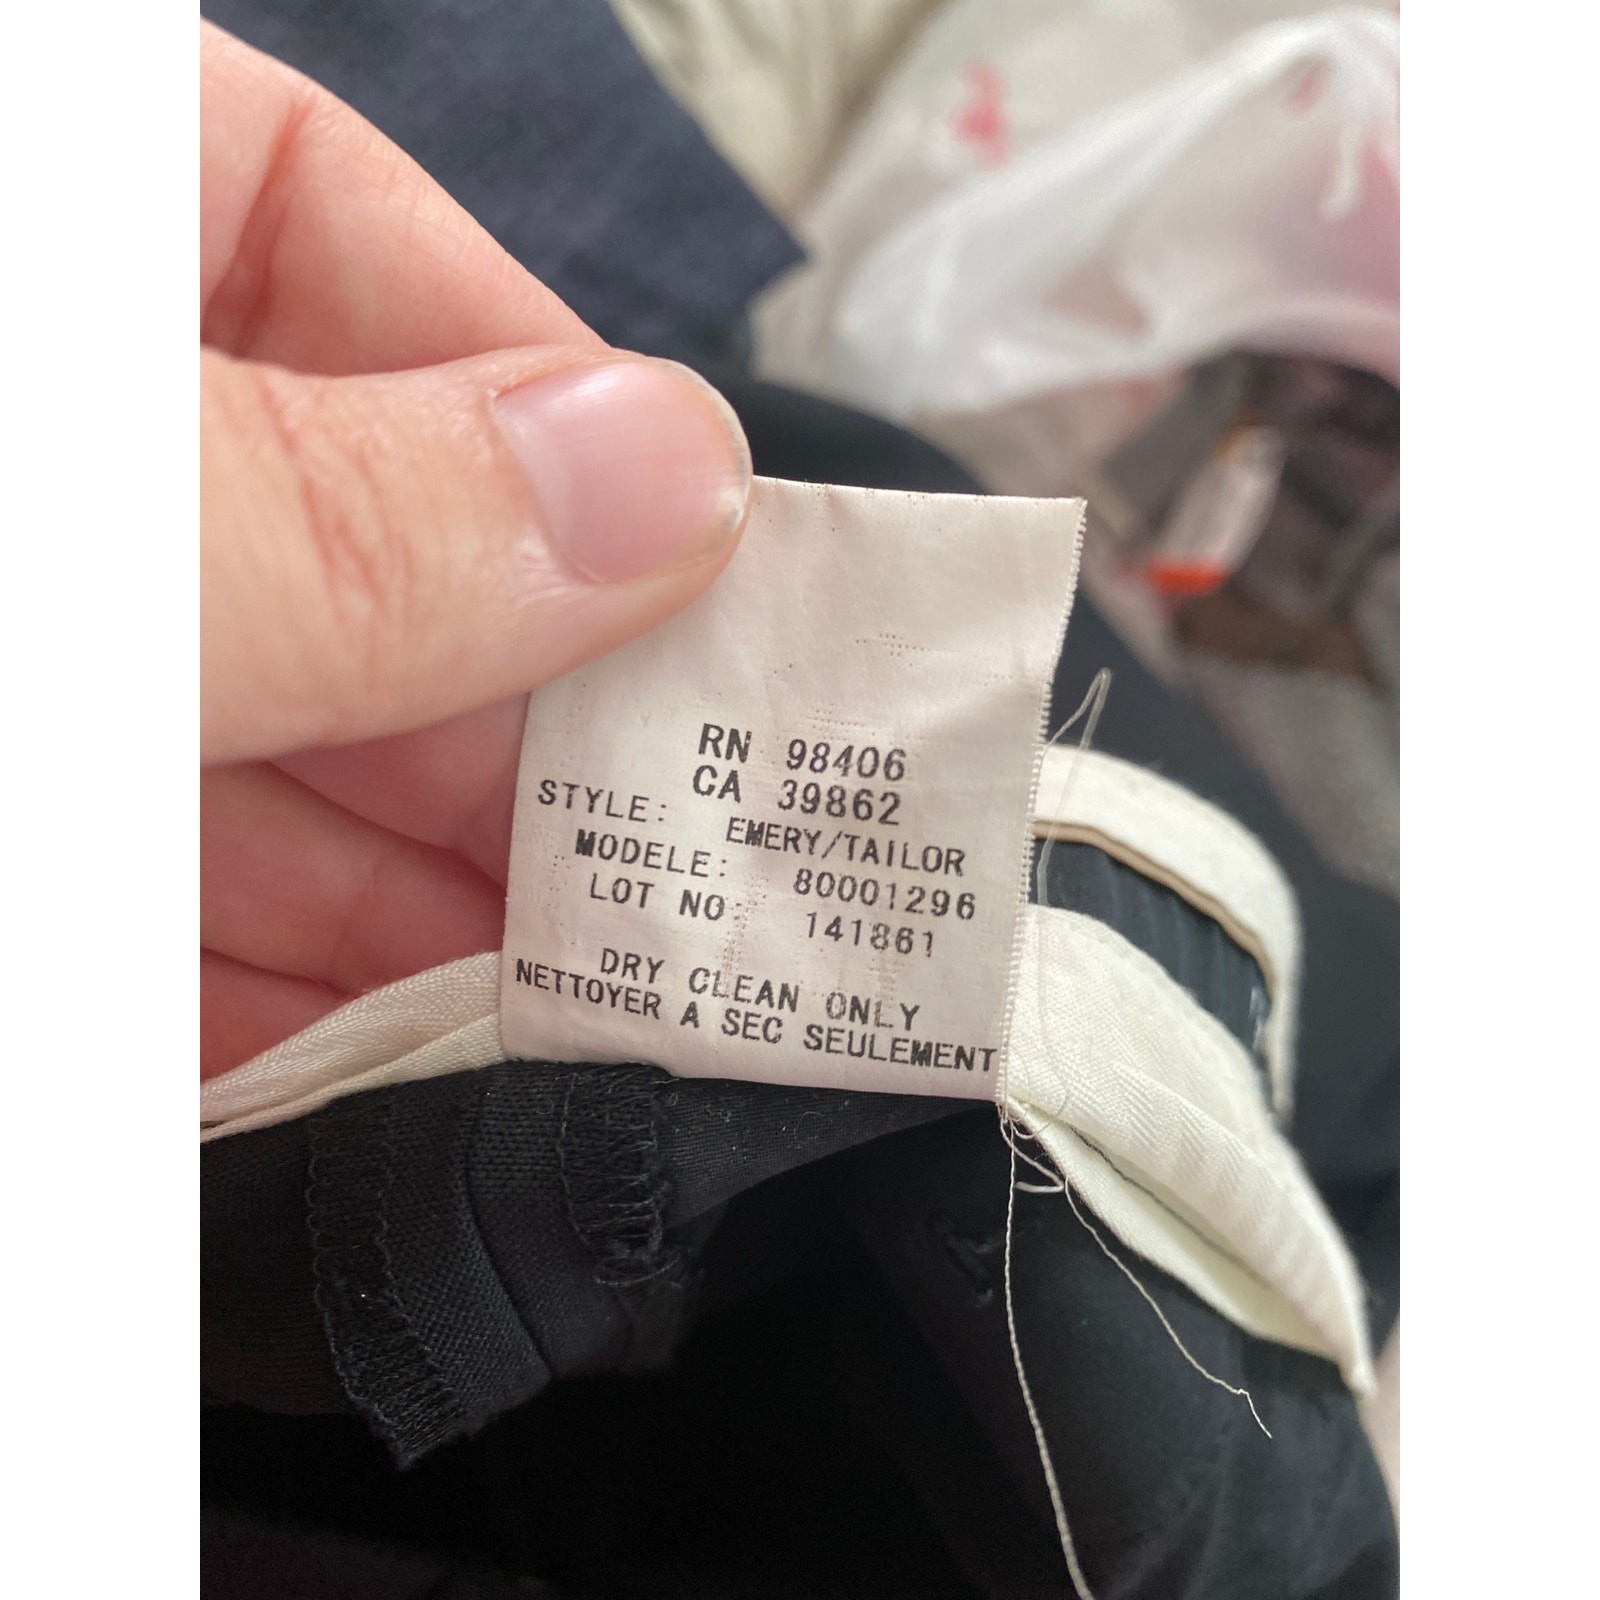 RN 98406
CA 39862
STYLE: EMERY/TAILOR
MODELE: 80001296
LOT NO: 141861
DRY CLEAN ONLY
NETTOYER A SEC SEULEMENT